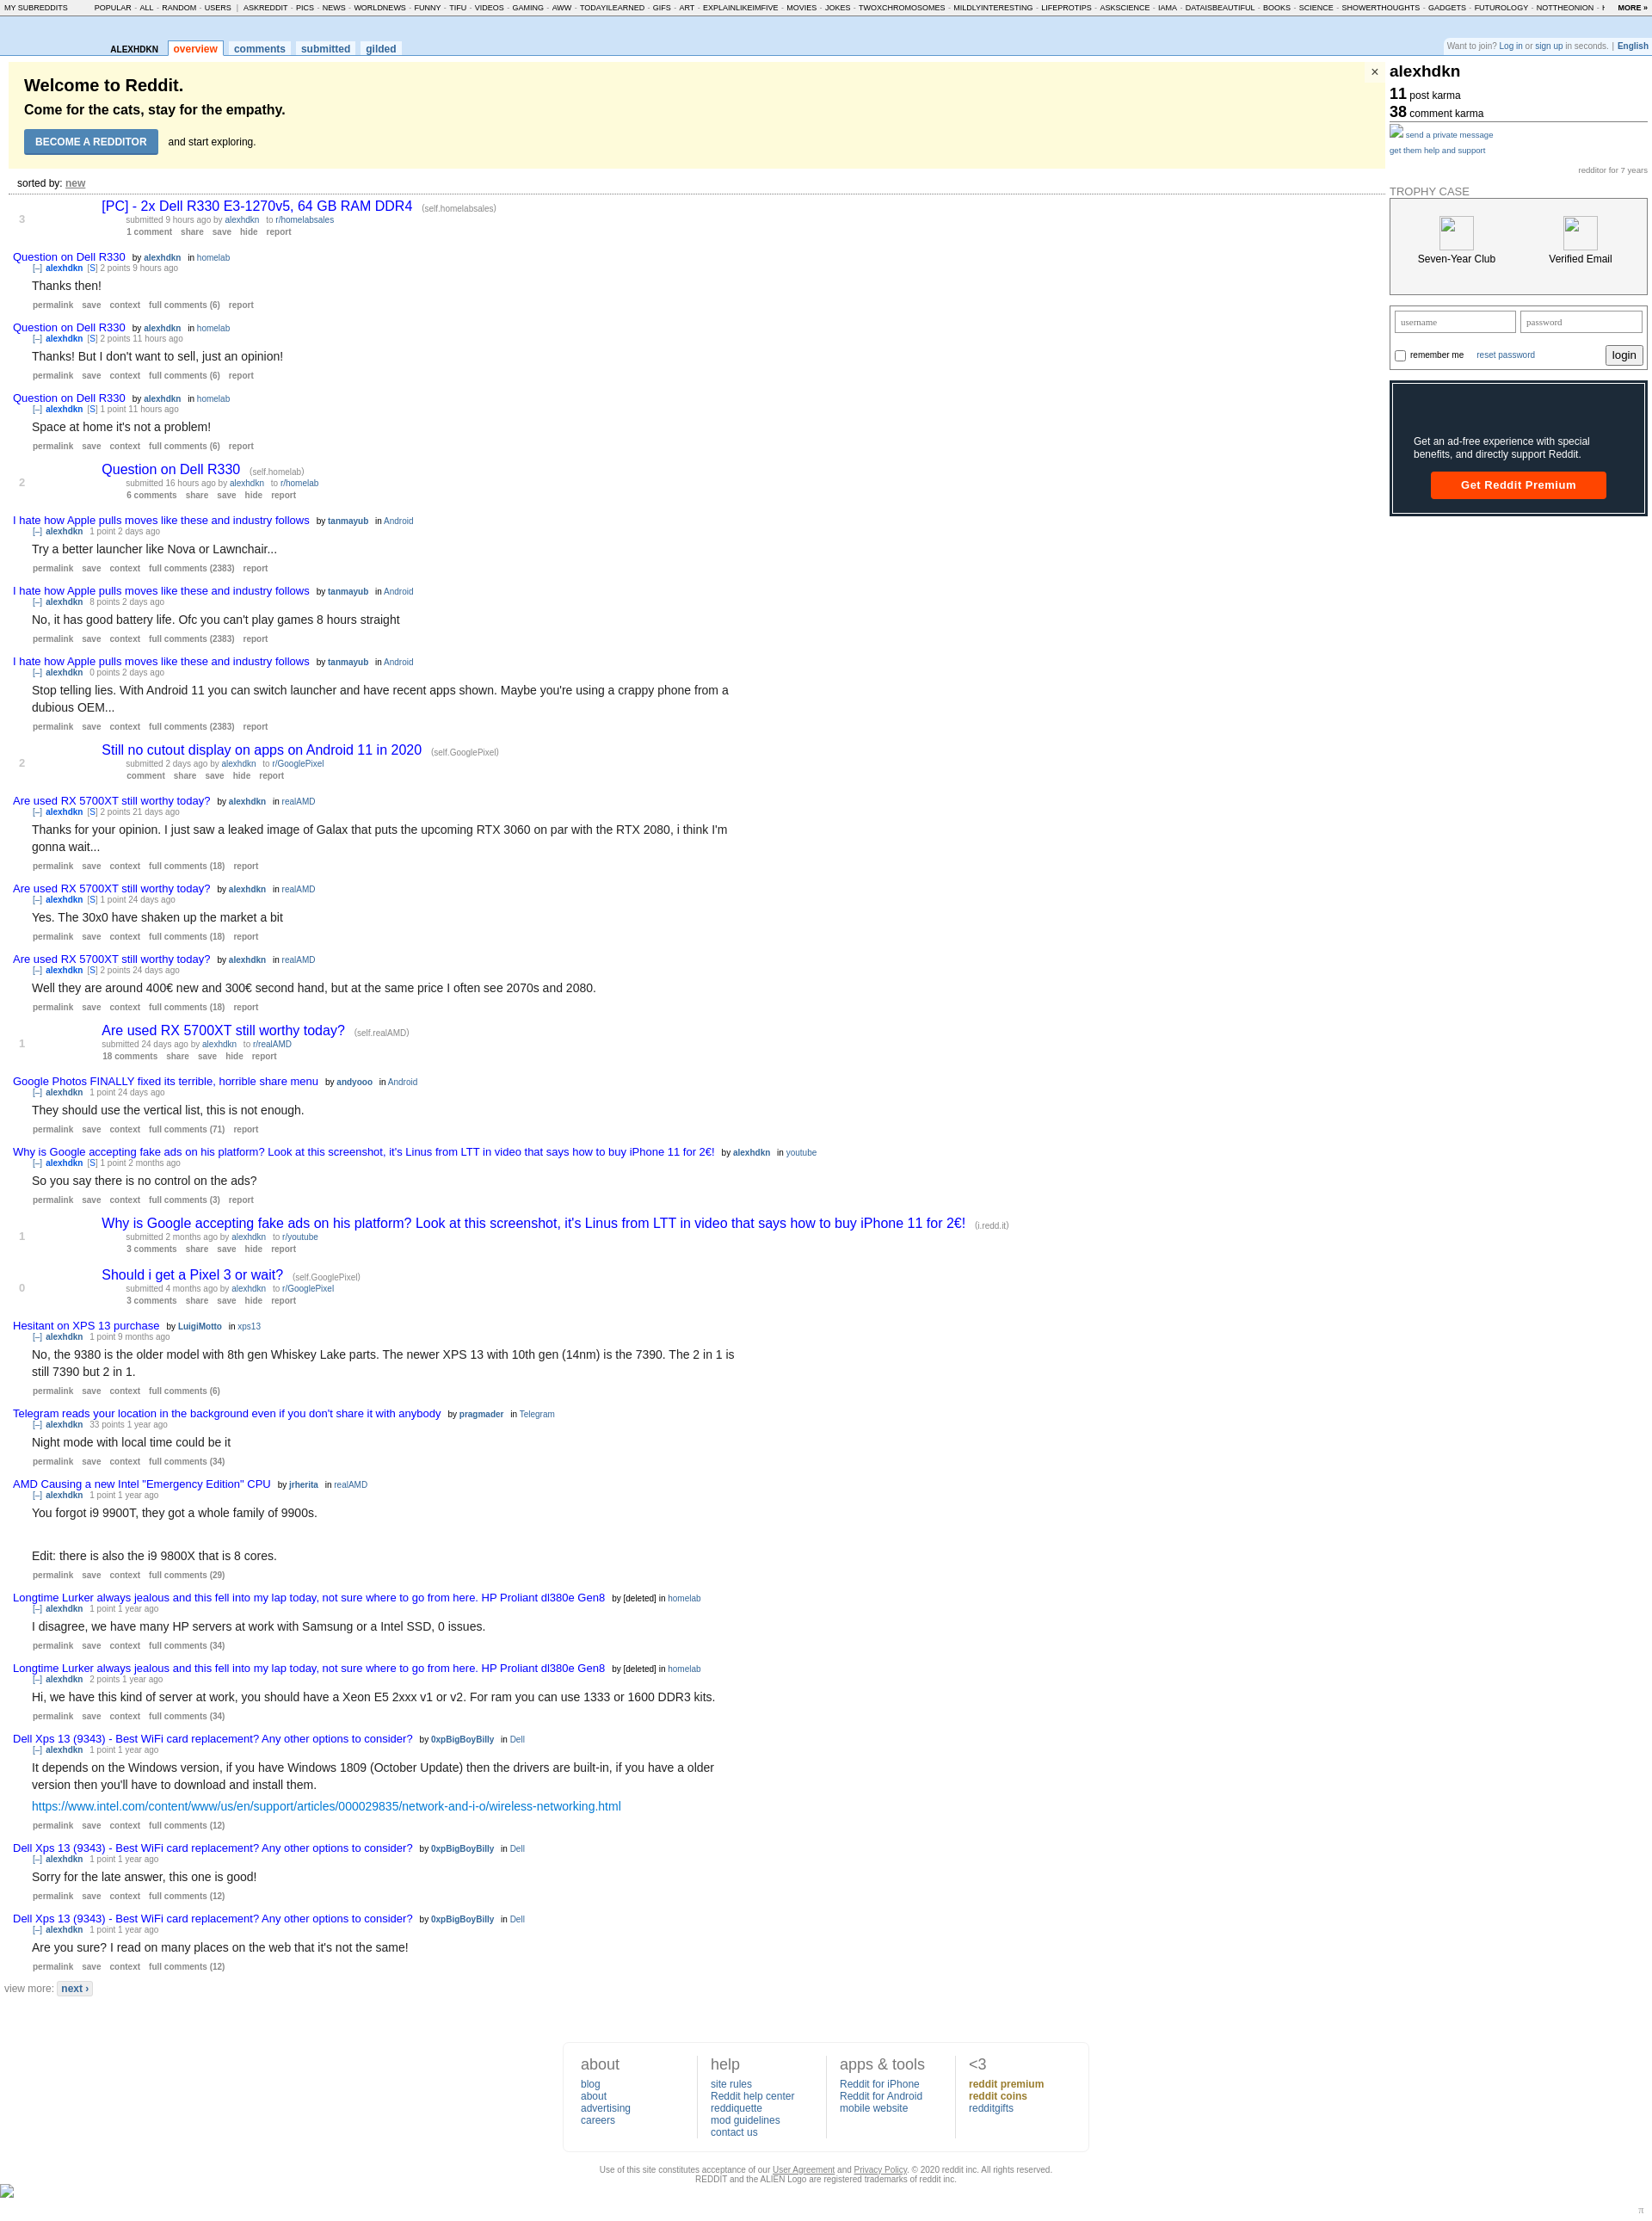 MY SUBREDDITS POPULAR - ALL - RANDOM - USERS | ASKREDDIT - PICS - NEWS - WORLDNEWS - FUNNY - TIFU - VIDEOS - GAMING - AWW - TODAYILEARNED - GIFS - ART - EXPLAINLIKEIMFIVE - MOVIES - JOKES - TWOXCHROMOSOMES - MILDLYINTERESTING - LIFEPROTIPS - ASKSCIENCE - IAMA - DATAISBEAUTIFUL - BOOKS - SCIENCE - SHOWERTHOUGHTS - GADGETS - FUTUROLOGY - NOTTHEONION - MORE »
ALEXHDKN overview comments submitted gilded
Want to join? Log in or sign up in seconds. | English
Welcome to Reddit.
×
Come for the cats, stay for the empathy.
BECOME A REDDITOR and start exploring.
alexhdkn
11 post karma
38 comment karma
send a private message
get them help and support
redditor for 7 years
TROPHY CASE
Seven-Year Club Verified Email
username password
remember me reset password login
Get an ad-free experience with special
benefits, and directly support Reddit.
Get Reddit Premium
sorted by: new
[PC] - 2x Dell R330 E3-1270v5, 64 GB RAM DDR4 (self.homelabsales)
3
submitted 9 hours ago by alexhdkn to r/homelabsales
1 comment share save hide report
Question on Dell R330 by alexhdkn in homelab
[–] alexhdkn [S] 2 points 9 hours ago
Thanks then!
permalink save context full comments (6) report
Question on Dell R330 by alexhdkn in homelab
[–] alexhdkn [S] 2 points 11 hours ago
Thanks! But I don't want to sell, just an opinion!
permalink save context full comments (6) report
Question on Dell R330 by alexhdkn in homelab
[–] alexhdkn [S] 1 point 11 hours ago
Space at home it's not a problem!
permalink save context full comments (6) report
Question on Dell R330 (self.homelab)
2
submitted 16 hours ago by alexhdkn to r/homelab
6 comments share save hide report
I hate how Apple pulls moves like these and industry follows by tanmayub in Android
[–] alexhdkn 1 point 2 days ago
Try a better launcher like Nova or Lawnchair...
permalink save context full comments (2383) report
I hate how Apple pulls moves like these and industry follows by tanmayub in Android
[–] alexhdkn 8 points 2 days ago
No, it has good battery life. Ofc you can't play games 8 hours straight
permalink save context full comments (2383) report
I hate how Apple pulls moves like these and industry follows by tanmayub in Android
[–] alexhdkn 0 points 2 days ago
Stop telling lies. With Android 11 you can switch launcher and have recent apps shown. Maybe you're using a crappy phone from a
dubious OEM...
permalink save context full comments (2383) report
Still no cutout display on apps on Android 11 in 2020 (self.GooglePixel)
2
submitted 2 days ago by alexhdkn to r/GooglePixel
comment share save hide report
Are used RX 5700XT still worthy today? by alexhdkn in realAMD
[–] alexhdkn [S] 2 points 21 days ago
Thanks for your opinion. I just saw a leaked image of Galax that puts the upcoming RTX 3060 on par with the RTX 2080, i think I'm
gonna wait...
permalink save context full comments (18) report
Are used RX 5700XT still worthy today? by alexhdkn in realAMD
[–] alexhdkn [S] 1 point 24 days ago
Yes. The 30x0 have shaken up the market a bit
permalink save context full comments (18) report
Are used RX 5700XT still worthy today? by alexhdkn in realAMD
[–] alexhdkn [S] 2 points 24 days ago
Well they are around 400€ new and 300€ second hand, but at the same price I often see 2070s and 2080.
permalink save context full comments (18) report
Are used RX 5700XT still worthy today? (self.realAMD)
1
submitted 24 days ago by alexhdkn to r/realAMD
18 comments share save hide report
Google Photos FINALLY fixed its terrible, horrible share menu by andyooo in Android
[–] alexhdkn 1 point 24 days ago
They should use the vertical list, this is not enough.
permalink save context full comments (71) report
Why is Google accepting fake ads on his platform? Look at this screenshot, it's Linus from LTT in video that says how to buy iPhone 11 for 2€! by alexhdkn in youtube
[–] alexhdkn [S] 1 point 2 months ago
So you say there is no control on the ads?
permalink save context full comments (3) report
Why is Google accepting fake ads on his platform? Look at this screenshot, it's Linus from LTT in video that says how to buy iPhone 11 for 2€! (i.redd.it)
1
submitted 2 months ago by alexhdkn to r/youtube
3 comments share save hide report
Should i get a Pixel 3 or wait? (self.GooglePixel)
0
submitted 4 months ago by alexhdkn to r/GooglePixel
3 comments share save hide report
Hesitant on XPS 13 purchase by LuigiMotto in xps13
[–] alexhdkn 1 point 9 months ago
No, the 9380 is the older model with 8th gen Whiskey Lake parts. The newer XPS 13 with 10th gen (14nm) is the 7390. The 2 in 1 is
still 7390 but 2 in 1.
permalink save context full comments (6)
Telegram reads your location in the background even if you don't share it with anybody by pragmader in Telegram
[–] alexhdkn 33 points 1 year ago
Night mode with local time could be it
permalink save context full comments (34)
AMD Causing a new Intel "Emergency Edition" CPU by jrherita in realAMD
[–] alexhdkn 1 point 1 year ago
You forgot i9 9900T, they got a whole family of 9900s.
Edit: there is also the i9 9800X that is 8 cores.
permalink save context full comments (29)
Longtime Lurker always jealous and this fell into my lap today, not sure where to go from here. HP Proliant dl380e Gen8 by [deleted] in homelab
[–] alexhdkn 1 point 1 year ago
I disagree, we have many HP servers at work with Samsung or a Intel SSD, 0 issues.
permalink save context full comments (34)
Longtime Lurker always jealous and this fell into my lap today, not sure where to go from here. HP Proliant dl380e Gen8 by [deleted] in homelab
[–] alexhdkn 2 points 1 year ago
Hi, we have this kind of server at work, you should have a Xeon E5 2xxx v1 or v2. For ram you can use 1333 or 1600 DDR3 kits.
permalink save context full comments (34)
Dell Xps 13 (9343) - Best WiFi card replacement? Any other options to consider? by 0xpBigBoyBilly in Dell
[–] alexhdkn 1 point 1 year ago
It depends on the Windows version, if you have Windows 1809 (October Update) then the drivers are built-in, if you have a older
version then you'll have to download and install them.
https://www.intel.com/content/www/us/en/support/articles/000029835/network-and-i-o/wireless-networking.html
permalink save context full comments (12)
Dell Xps 13 (9343) - Best WiFi card replacement? Any other options to consider? by 0xpBigBoyBilly in Dell
[–] alexhdkn 1 point 1 year ago
Sorry for the late answer, this one is good!
permalink save context full comments (12)
Dell Xps 13 (9343) - Best WiFi card replacement? Any other options to consider? by 0xpBigBoyBilly in Dell
[–] alexhdkn 1 point 1 year ago
Are you sure? I read on many places on the web that it's not the same!
permalink save context full comments (12)
view more: next ›
about help apps & tools <3
blog site rules Reddit for iPhone reddit premium
about Reddit help center Reddit for Android reddit coins
advertising reddiquette mobile website redditgifts
careers mod guidelines
contact us
Use of this site constitutes acceptance of our User Agreement and Privacy Policy. © 2020 reddit inc. All rights reserved.
REDDIT and the ALIEN Logo are registered trademarks of reddit inc.
π